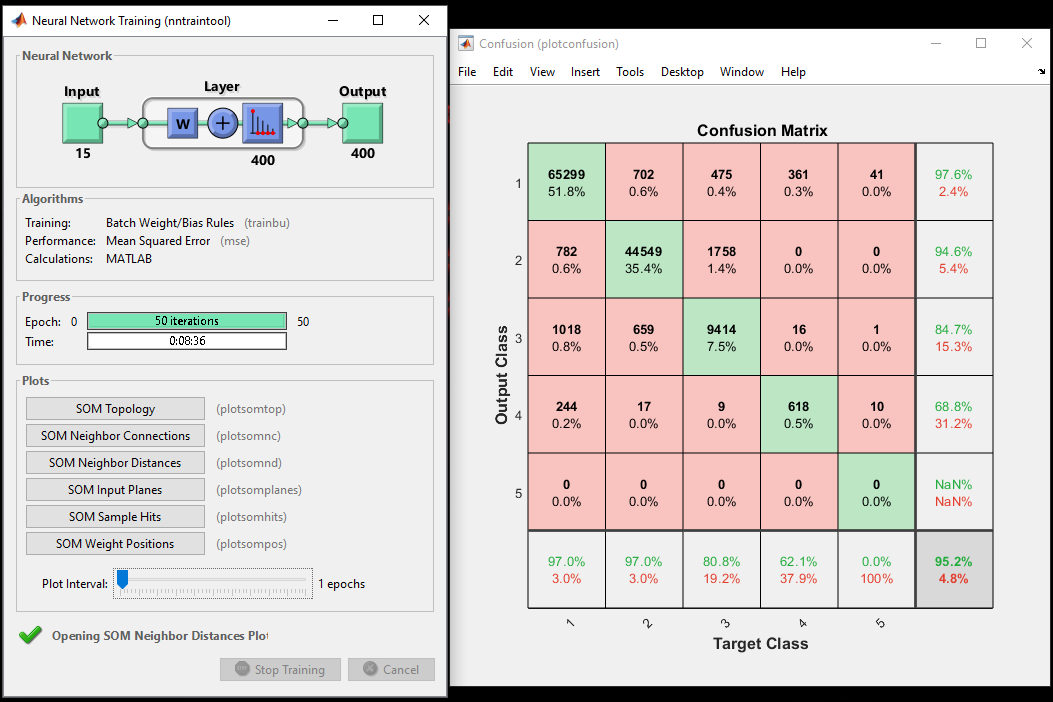 Neural Network Training (nntraintool)
Neural Network
Input
Layer
Output
W
+
15
400
400
Algorithms
Training: Batch Weight/Bias Rules (trainbu)
Performance: Mean Squared Error (mse)
Calculations: MATLAB
Progress
Epoch: 0 50 iterations 50
Time: 0:08:36
Plots
SOM Topology (plotsomtop)
SOM Neighbor Connections (plotsomnc)
SOM Neighbor Distances (plotsomnd)
SOM Input Planes (plotsomplanes)
SOM Sample Hits (plotsomhits)
SOM Weight Positions (plotsompos)
Plot Interval: 1 epochs
Opening SOM Neighbor Distances Plot
Stop Training Cancel
Confusion (plotconfusion)
File Edit View Insert Tools Desktop Window Help
Confusion Matrix
Output Class
1 65299 702 475 361 41 97.6%
51.8% 0.6% 0.4% 0.3% 0.0% 2.4%
2 782 44549 1758 0 0 94.6%
0.6% 35.4% 1.4% 0.0% 0.0% 5.4%
3 1018 659 9414 16 1 84.7%
0.8% 0.5% 7.5% 0.0% 0.0% 15.3%
4 244 17 9 618 10 68.8%
0.2% 0.0% 0.0% 0.5% 0.0% 31.2%
5 0 0 0 0 0 NaN%
0.0% 0.0% 0.0% 0.0% 0.0% NaN%
97.0% 97.0% 80.8% 62.1% 0.0% 95.2%
3.0% 3.0% 19.2% 37.9% 100% 4.8%
1 2 3 4 5
Target Class